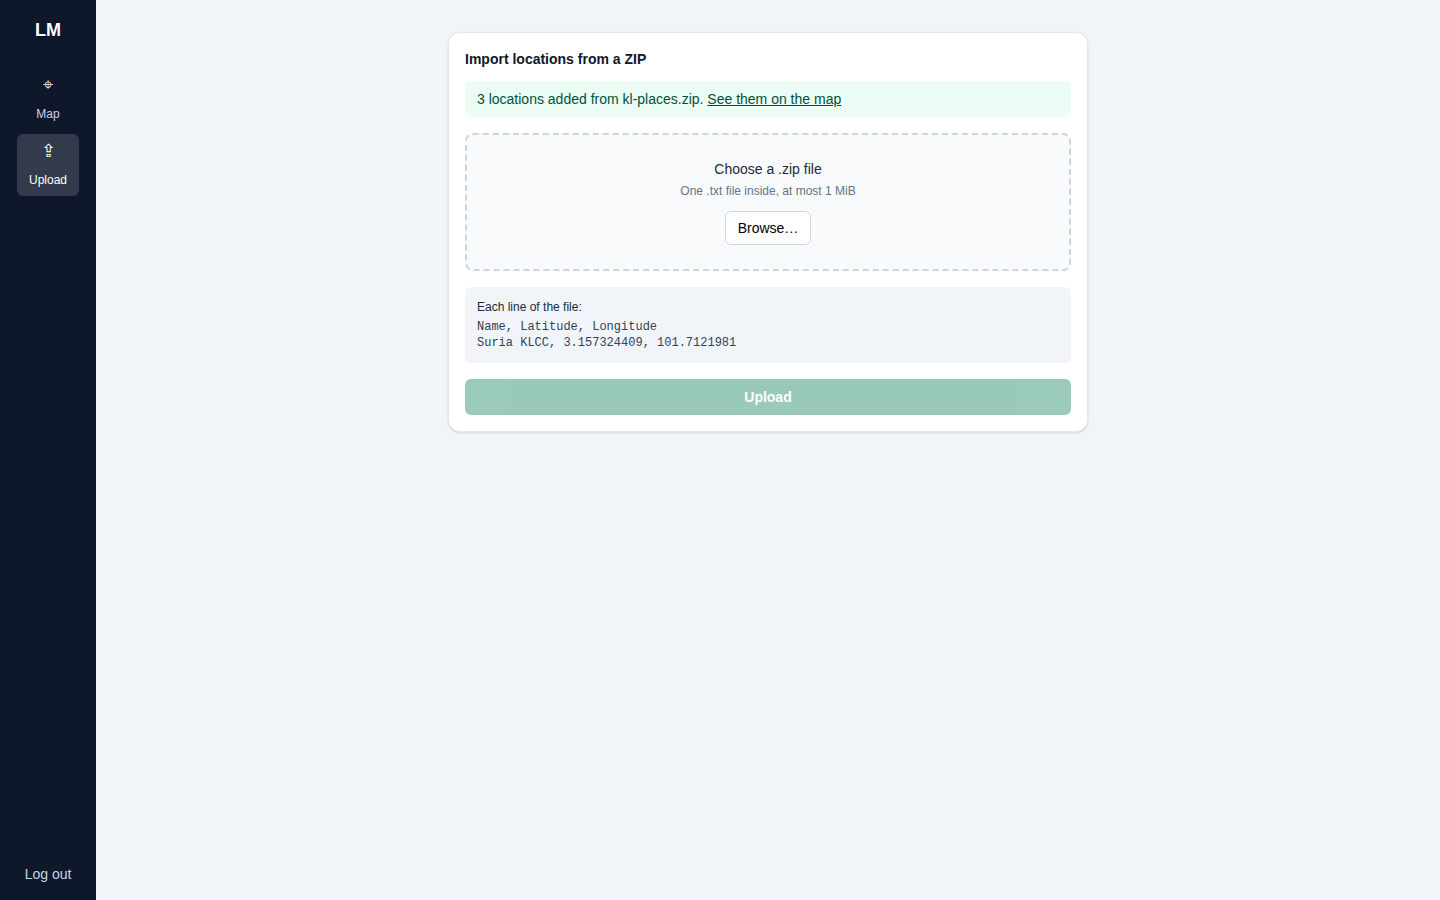 LM
Map
Upload
Log out
Import locations from a ZIP
3 locations added from kl-places.zip. See them on the map
Choose a .zip file
One .txt file inside, at most 1 MiB
Browse…
Each line of the file:
Name, Latitude, Longitude
Suria KLCC, 3.157324409, 101.7121981
Upload